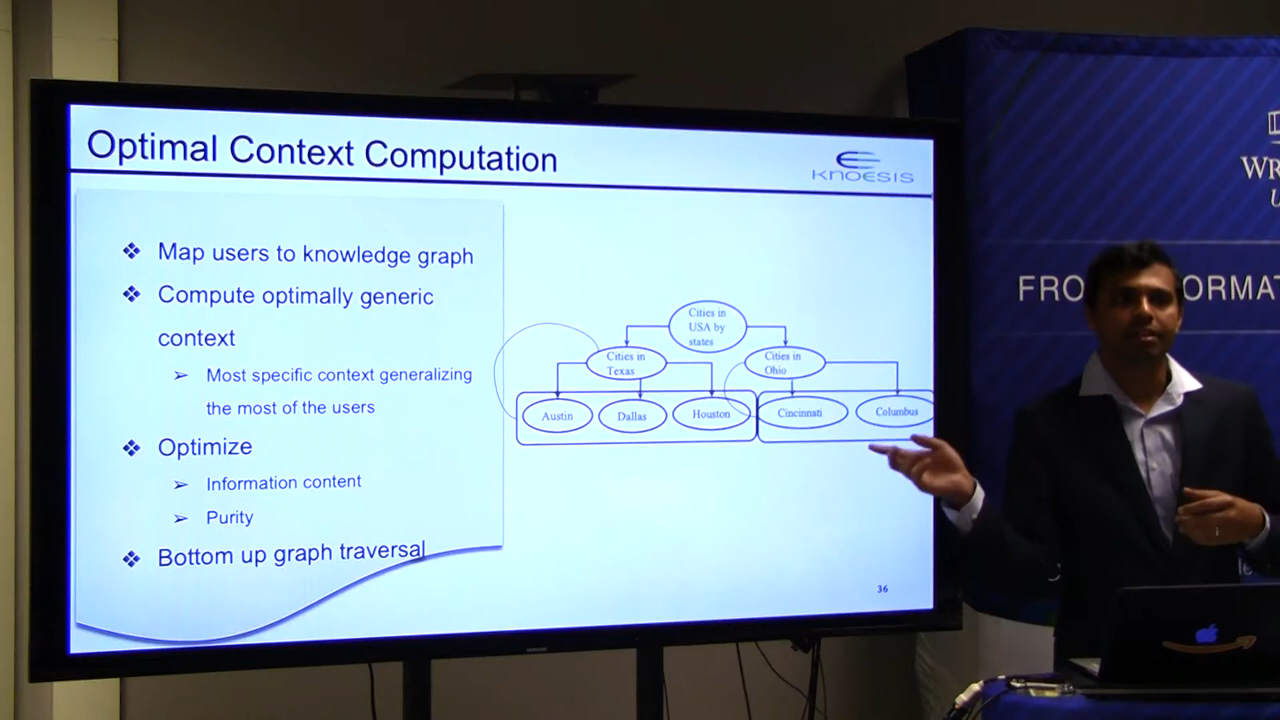 Optimal Context Computation
KNOESIS
❖ Map users to knowledge graph
❖ Compute optimally generic
context
➢ Most specific context generalizing
the most of the users
❖ Optimize
➢ Information content
➢ Purity
❖ Bottom up graph traversal
Cities in
USA by
states
Cities in
Texas
Cities in
Ohio
Austin
Dallas
Houston
Cincinnati
Columbus
36
WR
U
FRO
ORMA